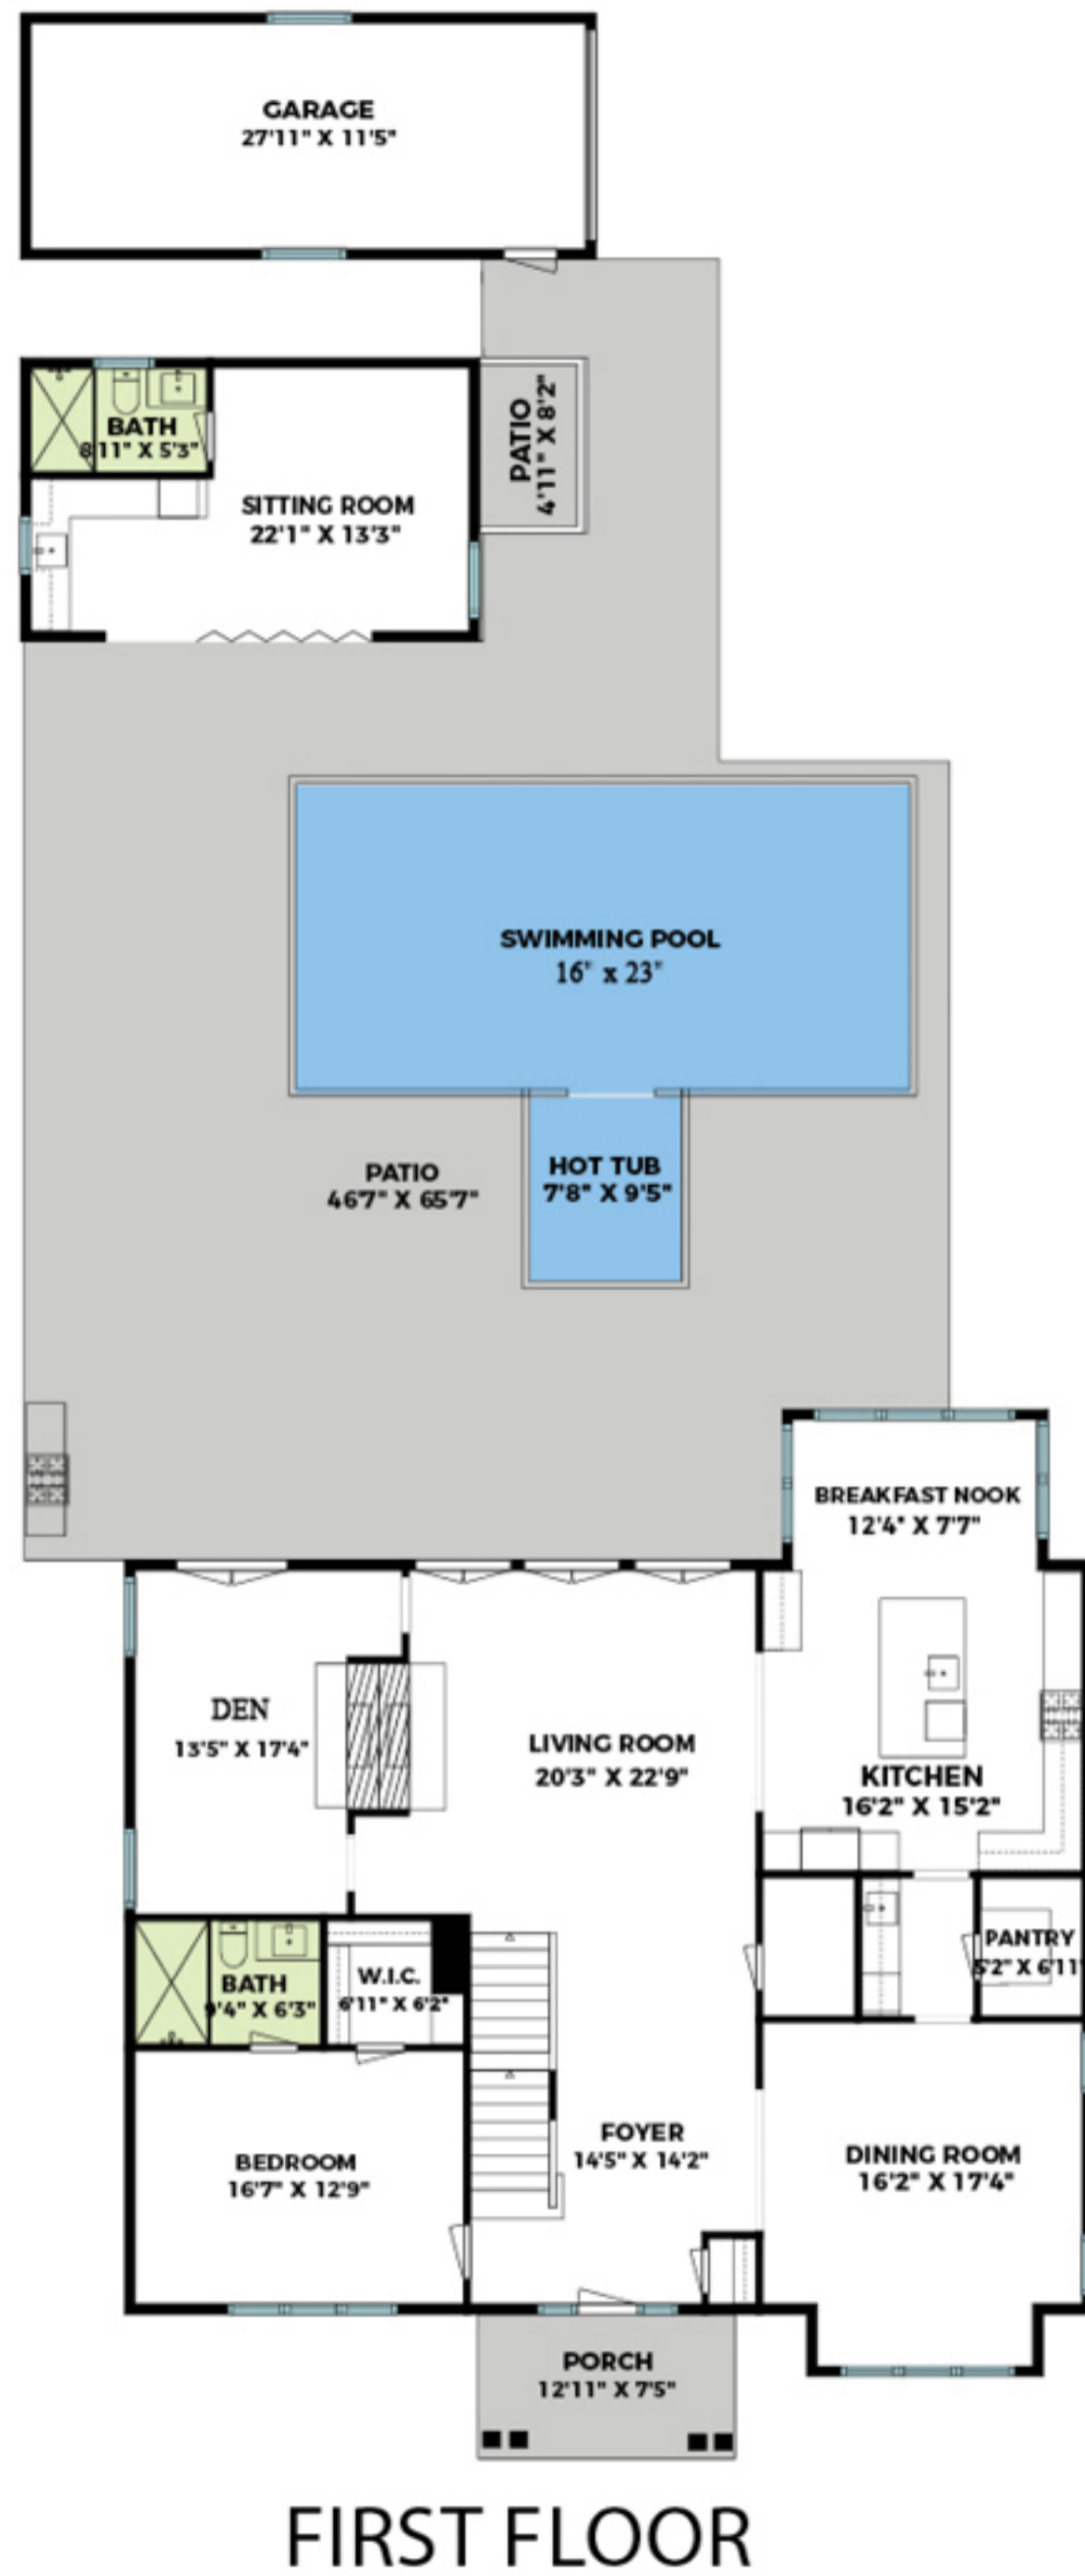 GARAGE
27'11" X 11'5"
BATH
8'11" X 5'3"
SITTING ROOM
22'1" X 13'3"
PATIO
4'11" X 8'2"
SWIMMING POOL
16" x 23"
PATIO
46'7" X 65'7"
HOT TUB
7'8" X 9'5"
BREAKFAST NOOK
12'4" X 7'7"
DEN
13'5" X 17'4"
LIVING ROOM
20'3" X 22'9"
KITCHEN
16'2" X 15'2"
PANTRY
5'2" X 6'11"
BATH
9'4" X 6'3"
W.I.C.
6'11" X 6'2"
FOYER
14'5" X 14'2"
BEDROOM
16'7" X 12'9"
DINING ROOM
16'2" X 17'4"
PORCH
12'11" X 7'5"
FIRST FLOOR